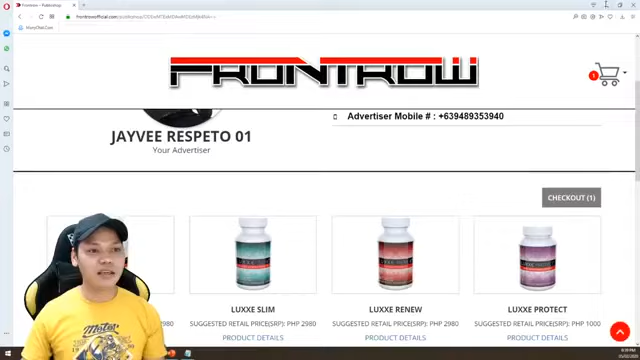 FRONTROW
1
Advertiser Mobile # : +639489353940
JAYVEE RESPETO 01
Your Advertiser
CHECKOUT (1)
LUXXE SLIM
LUXXE RENEW
LUXXE PROTECT
SUGGESTED RETAIL PRICE(SRP): PHP 2980
SUGGESTED RETAIL PRICE(SRP): PHP 2980
SUGGESTED RETAIL PRICE(SRP): PHP 1000
PRODUCT DETAILS
PRODUCT DETAILS
PRODUCT DETAILS